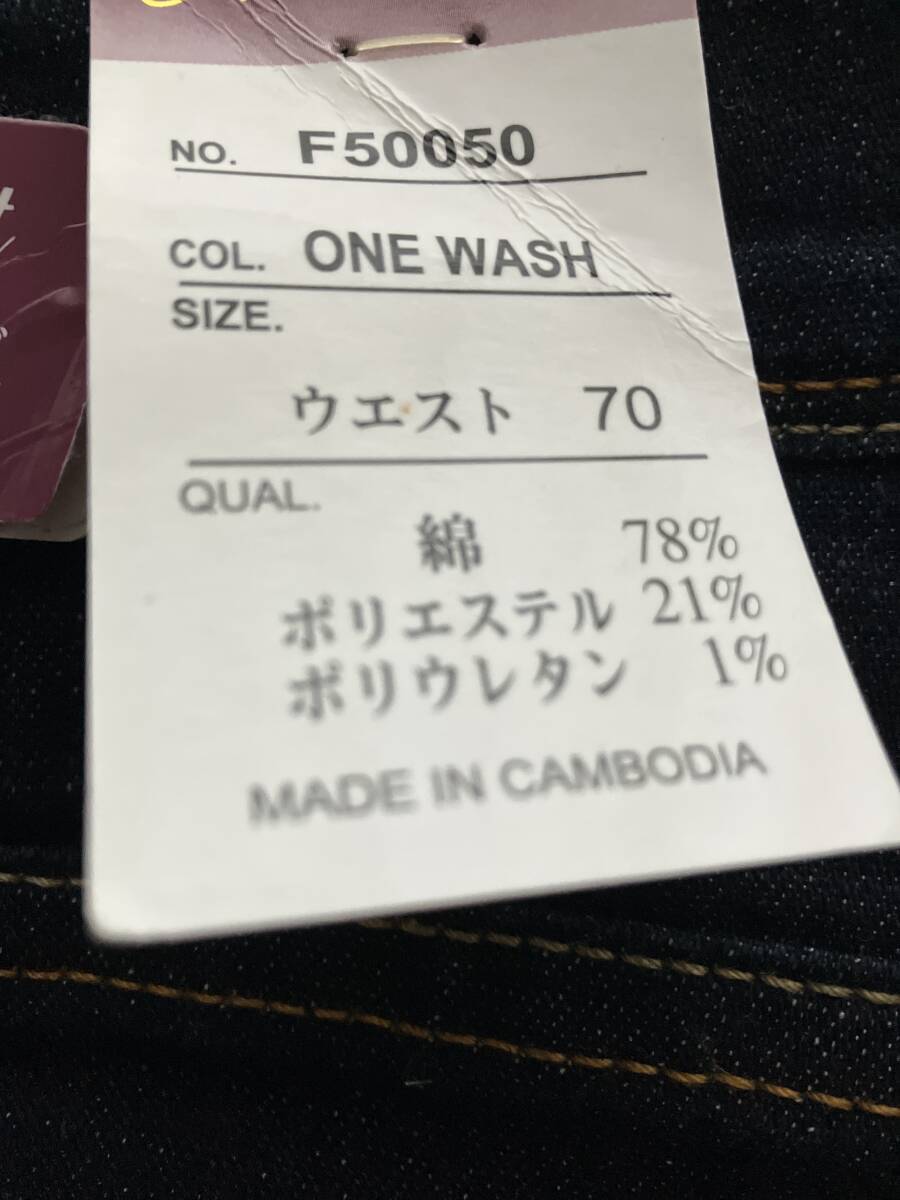 NO. F50050
COL. ONE WASH
SIZE.
ウエスト 70
QUAL.
綿 78%
ポリエステル 21%
ポリウレタン 1%
MADE IN CAMBODIA